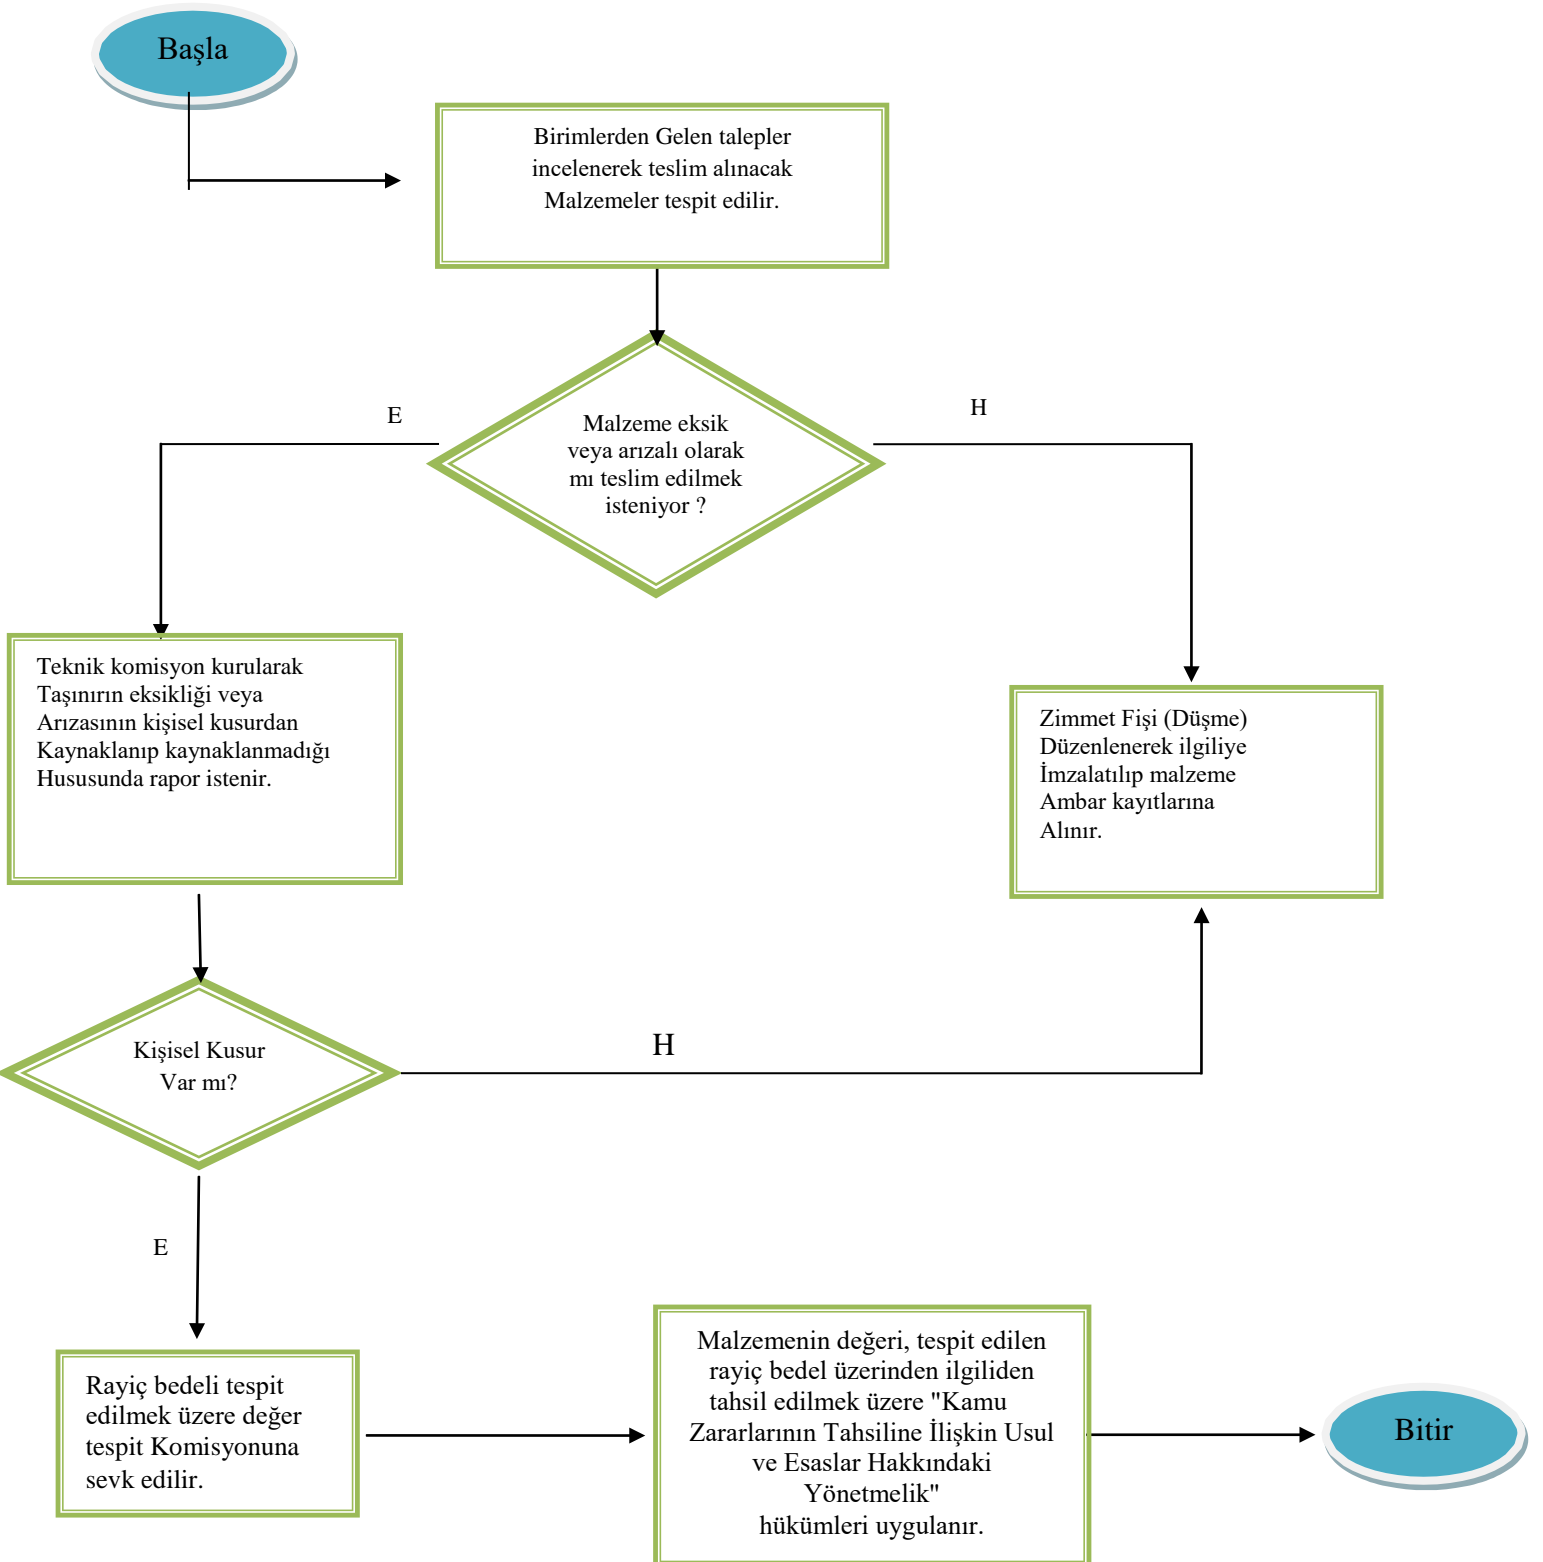 Başla
Birimlerden Gelen talepler
incelenerek teslim alınacak
Malzemeler tespit edilir.
E
H
Malzeme eksik
veya arızalı olarak
mı teslim edilmek
isteniyor ?
Teknik komisyon kurularak
Taşınırın eksikliği veya
Arızasının kişisel kusurdan
Kaynaklanıp kaynaklanmadığı
Hususunda rapor istenir.
Zimmet Fişi (Düşme)
Düzenlenerek ilgiliye
İmzalatılıp malzeme
Ambar kayıtlarına
Alınır.
Kişisel Kusur
Var mı?
H
E
Rayiç bedeli tespit
edilmek üzere değer
tespit Komisyonuna
sevk edilir.
Malzemenin değeri, tespit edilen
rayiç bedel üzerinden ilgiliden
tahsil edilmek üzere "Kamu
Zararlarının Tahsiline İlişkin Usul
ve Esaslar Hakkındaki
Yönetmelik"
hükümleri uygulanır.
Bitir